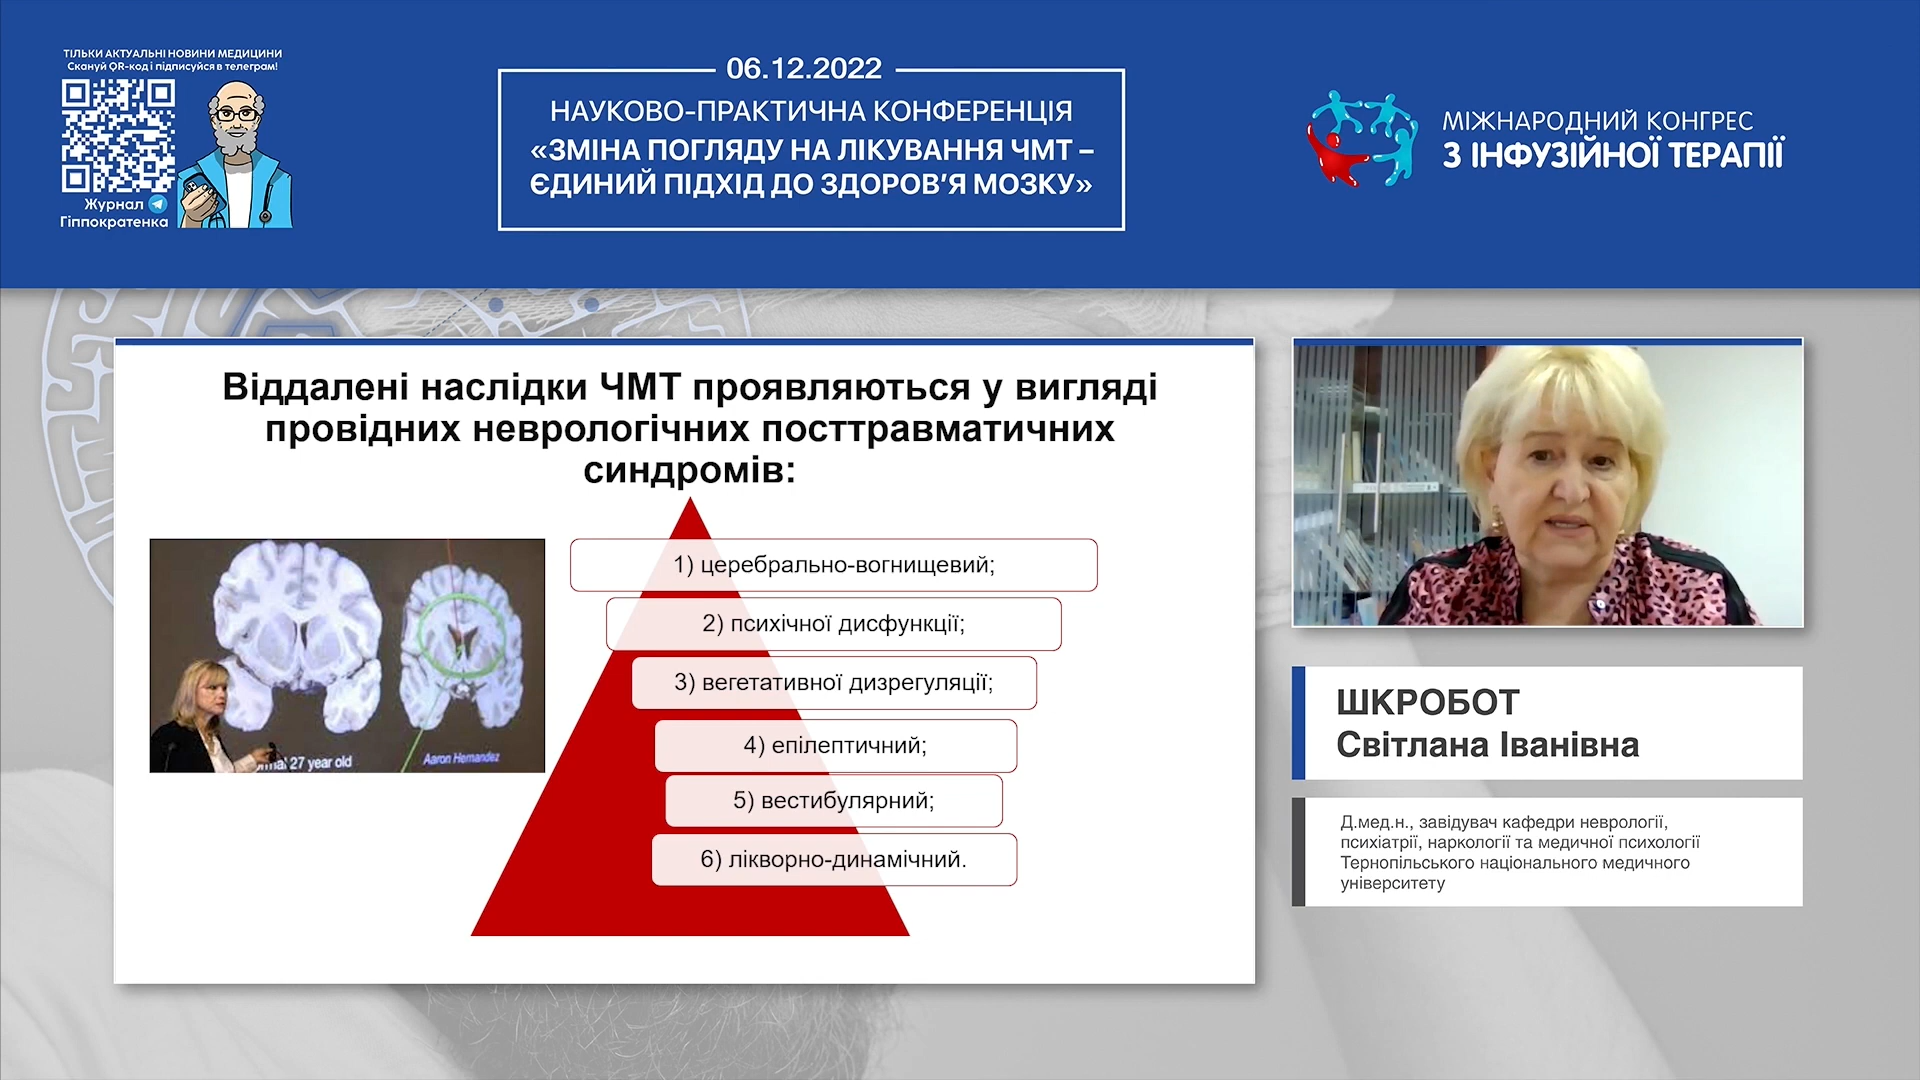 ТІЛЬКИ АКТУАЛЬНІ НОВИНИ МЕДИЦИНИ
Скануй QR-код і підписуйся в телеграм!
Журнал
Гіппократенка
06.12.2022
НАУКОВО-ПРАКТИЧНА КОНФЕРЕНЦІЯ
«ЗМІНА ПОГЛЯДУ НА ЛІКУВАННЯ ЧМТ –
ЄДИНИЙ ПІДХІД ДО ЗДОРОВ’Я МОЗКУ»
МІЖНАРОДНИЙ КОНГРЕС
З ІНФУЗІЙНОЇ ТЕРАПІЇ
Віддалені наслідки ЧМТ проявляються у вигляді
провідних неврологічних посттравматичних
синдромів:
1) церебрально-вогнищевий;
2) психічної дисфункції;
3) вегетативної дизрегуляції;
4) епілептичний;
5) вестибулярний;
6) лікворно-динамічний.
27 year old
Aaron Hernandez
ШКРОБОТ
Світлана Іванівна
Д.мед.н., завідувач кафедри неврології,
психіатрії, наркології та медичної психології
Тернопільського національного медичного
університету